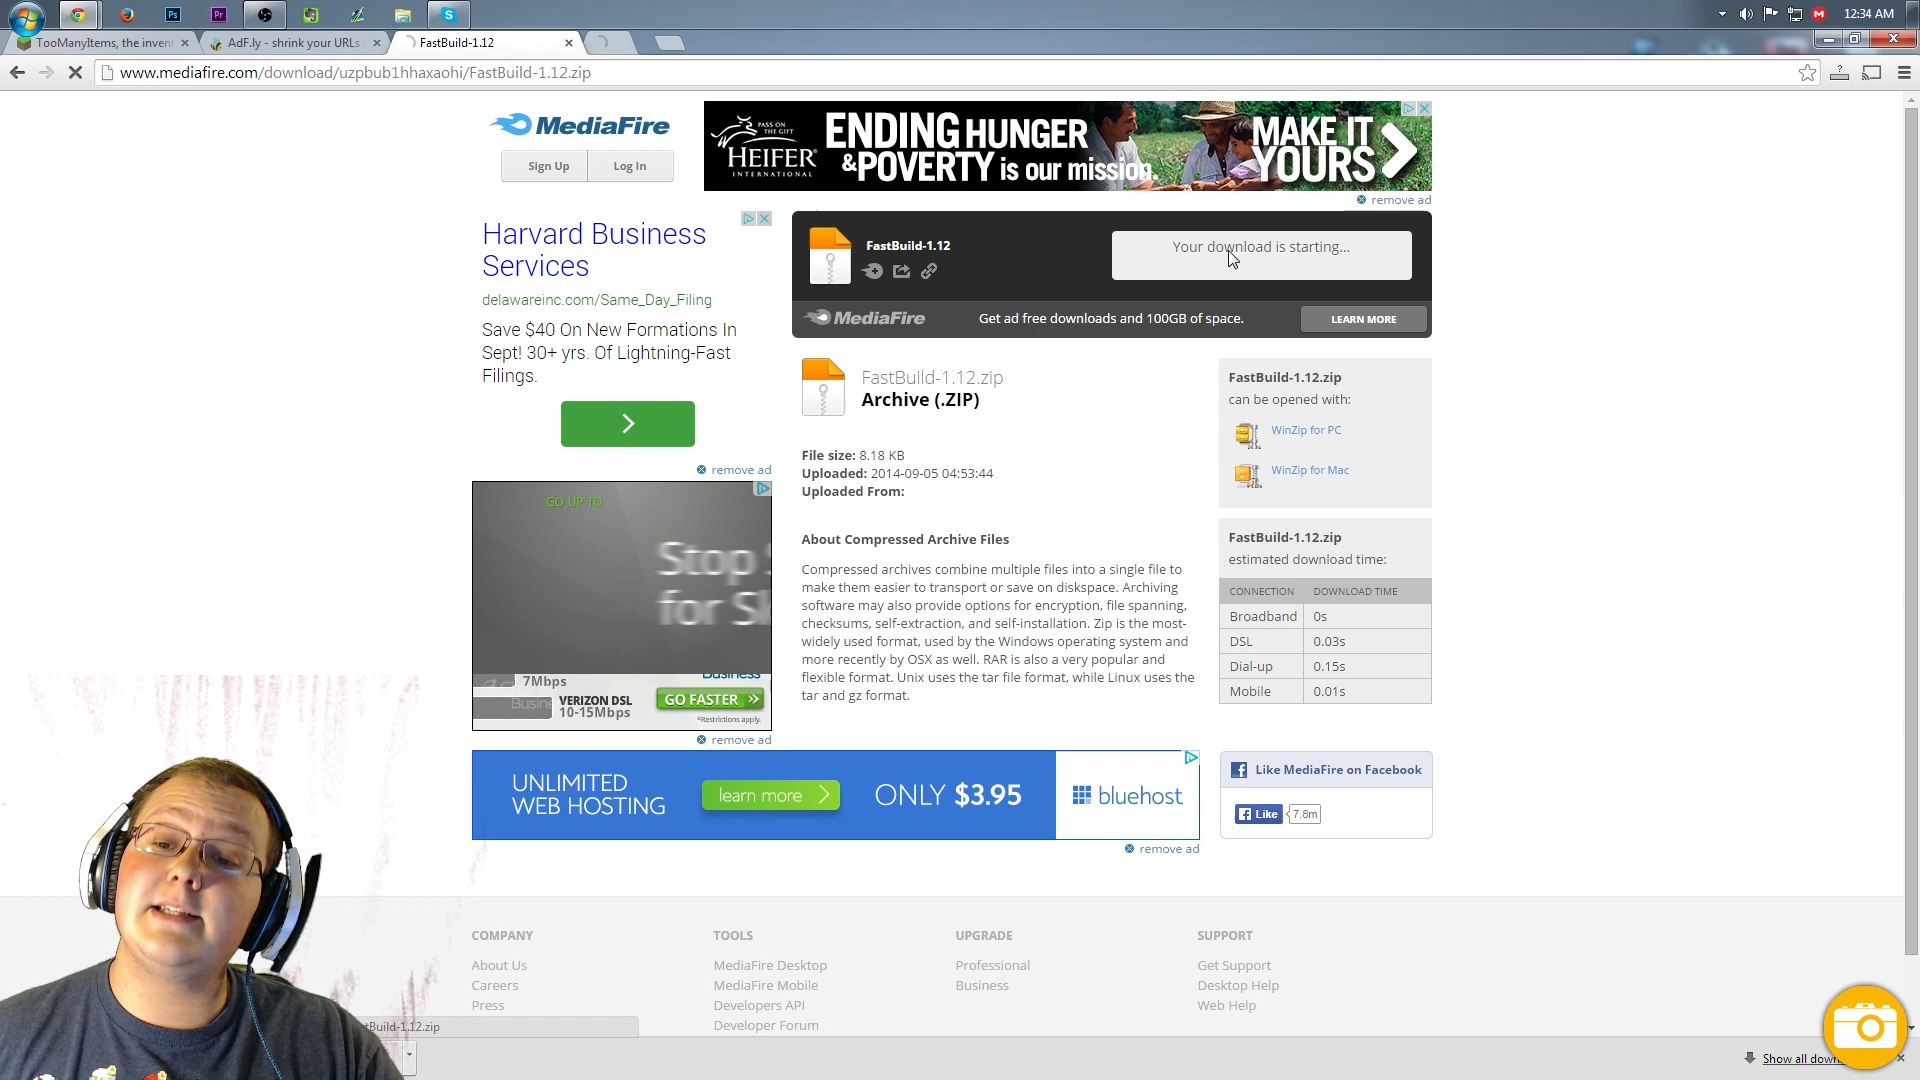 12:34 AM
TooManyItems, the inven
AdF.ly - shrink your URLs
FastBuild-1.12
www.mediafire.com/download/uzpbub1hhaxaohi/FastBuild-1.12.zip
MediaFire
Sign Up
Log In
PASS ON THE GIFT
HEIFER
INTERNATIONAL
ENDING HUNGER
& POVERTY is our mission.
MAKE IT
YOURS
remove ad
Harvard Business
Services
delawareinc.com/Same_Day_Filing
Save $40 On New Formations In
Sept! 30+ yrs. Of Lightning-Fast
Filings.
remove ad
FastBuild-1.12
Your download is starting...
MediaFire
Get ad free downloads and 100GB of space.
LEARN MORE
FastBuild-1.12.zip
Archive (.ZIP)
File size: 8.18 KB
Uploaded: 2014-09-05 04:53:44
Uploaded From:
About Compressed Archive Files
Compressed archives combine multiple files into a single file to
make them easier to transport or save on diskspace. Archiving
software may also provide options for encryption, file spanning,
checksums, self-extraction, and self-installation. Zip is the most-
widely used format, used by the Windows operating system and
more recently by OSX as well. RAR is also a very popular and
flexible format. Unix uses the tar file format, while Linux uses the
tar and gz format.
FastBuild-1.12.zip
can be opened with:
WinZip for PC
WinZip for Mac
FastBuild-1.12.zip
estimated download time:
CONNECTION DOWNLOAD TIME
Broadband 0s
DSL 0.03s
Dial-up 0.15s
Mobile 0.01s
GO UP TO
Stop
for
7Mbps
VERIZON DSL
10-15Mbps
GO FASTER
*Restrictions apply.
remove ad
UNLIMITED
WEB HOSTING
learn more
ONLY $3.95
bluehost
remove ad
Like MediaFire on Facebook
Like
7.8m
COMPANY
About Us
Careers
Press
TOOLS
MediaFire Desktop
MediaFire Mobile
Developers API
Developer Forum
UPGRADE
Professional
Business
SUPPORT
Get Support
Desktop Help
Web Help
tBuild-1.12.zip
Show all down